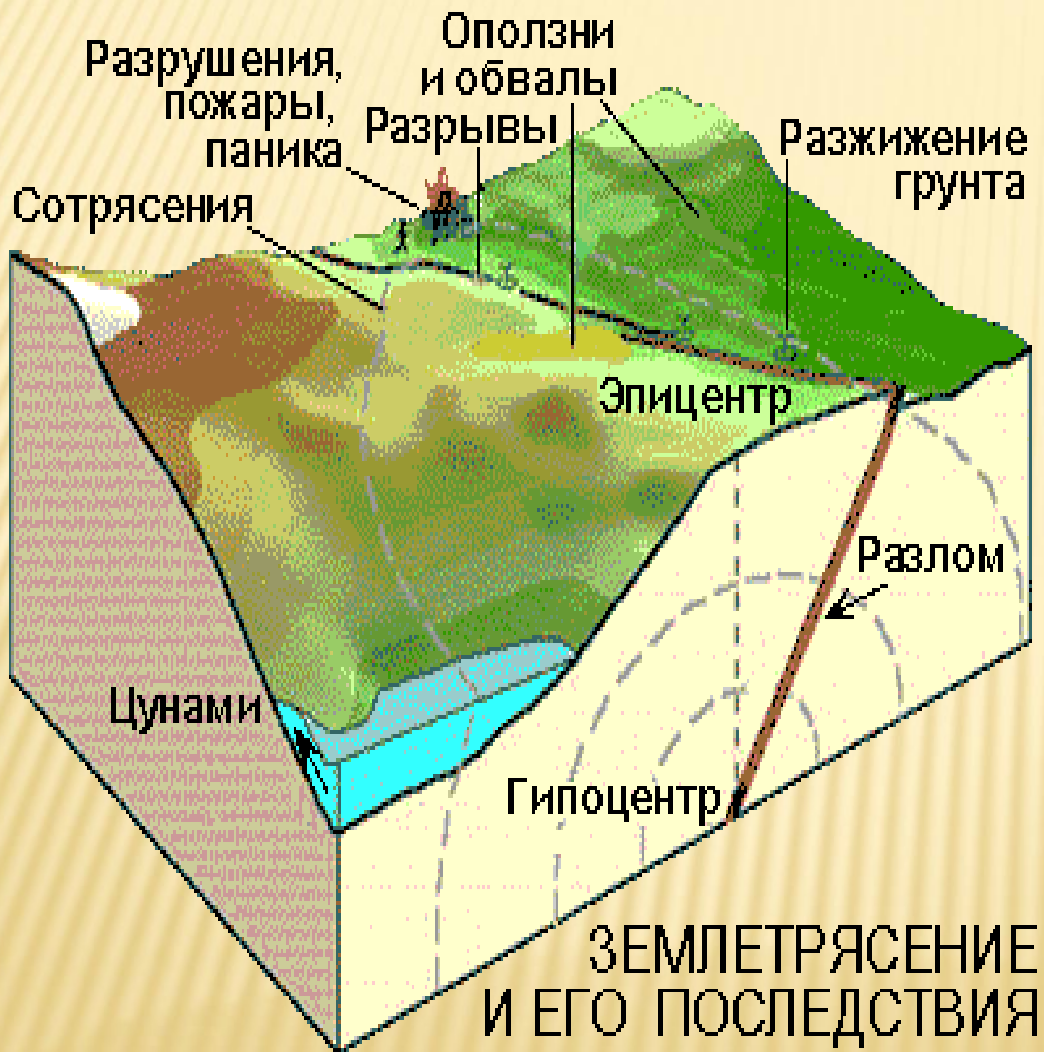 Оползни
и обвалы
Разрушения,
пожары,
паника
Разрывы
Разжижение
грунта
Сотрясения
Эпицентр
Разлом
Цунами
Гипоцентр
ЗЕМЛЕТРЯСЕНИЕ
И ЕГО ПОСЛЕДСТВИЯ